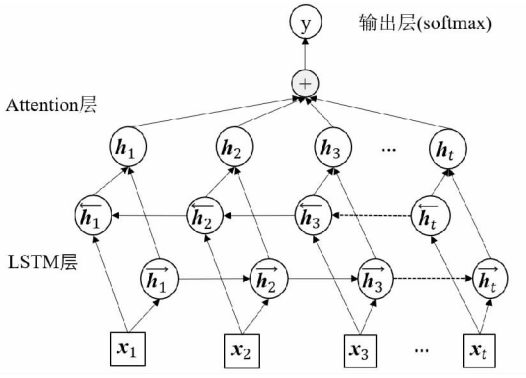 y 输出层(softmax)
+
Attention层
h₁ h₂ h₃ ... hₜ
←h₁ ←h₂ ←h₃ ←hₜ
LSTM层
→h₁ →h₂ →h₃ →hₜ
x₁ x₂ x₃ ... xₜ